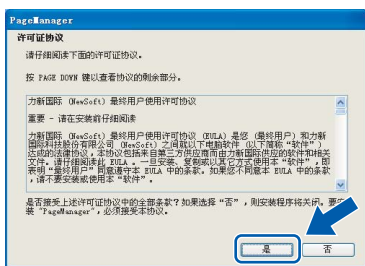 PageManager
许可证协议
请仔细阅读下面的许可证协议。
按 PAGE DOWN 键以查看协议的剩余部分。
力新国际 (NewSoft) 最终用户使用许可协议
重要 - 请在安装前仔细阅读
力新国际 (NewSoft) 最终用户使用许可协议 (EULA) 是您 (最终用户) 和力新
国际科技股份有限公司 (NewSoft) 之间就以下电脑软件 (以下简称 “软件” )
达成的法律协议，本协议包括来自第三方供应商而由力新国际供应的软件和相关
文件。请仔细阅读此 EULA 。一旦安装、复制或以其它方式使用本 “软件” ，即
表明 “最终用户” 同意遵守本 EULA 中的条款。如果您不同意本 EULA 中的条款
，请不要安装或使用本 “软件” 。
是否接受上述许可证协议中的全部条款? 如果选择 “否” ，则安装程序将关闭。要安
装 “PageManager”，必须接受本协议。
是
否